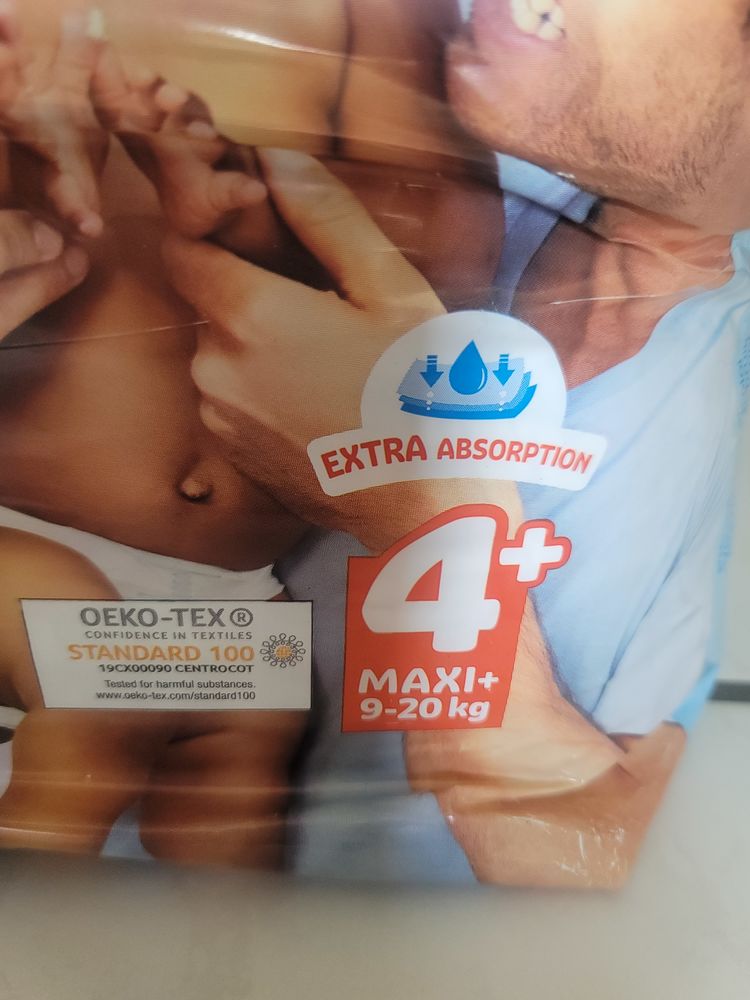 EXTRA ABSORPTION
4+
MAXI+
9-20 kg
OEKO-TEX®
CONFIDENCE IN TEXTILES
STANDARD 100
19CX00090 CENTROCOT
Tested for harmful substances.
www.oeko-tex.com/standard100